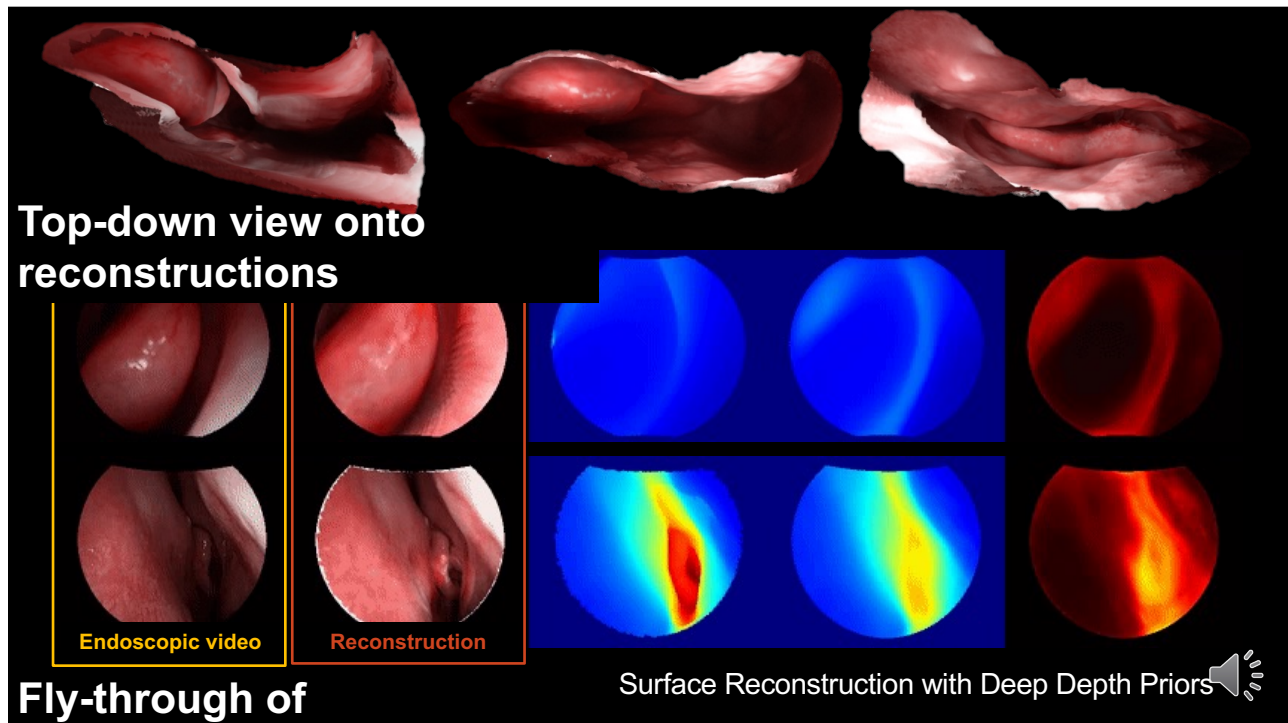 Top-down view onto
reconstructions
Endoscopic video
Reconstruction
Surface Reconstruction with Deep Depth Priors
Fly-through of